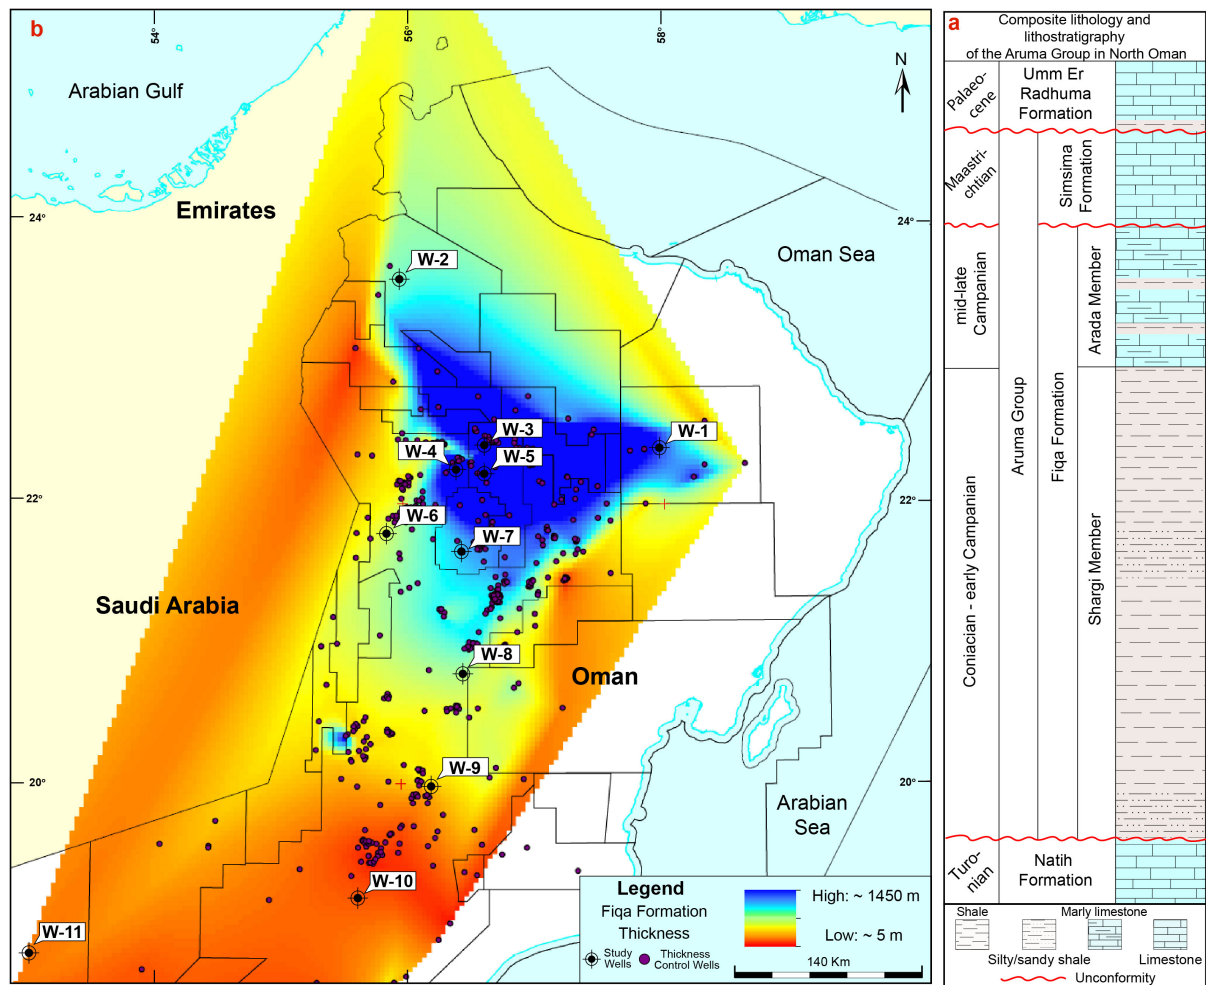 b
54°
56°
58°
N
Arabian Gulf
Emirates
24°
24°
Oman Sea
W-2
W-3
W-1
W-4
W-5
22°
22°
W-6
W-7
Saudi Arabia
W-8
Oman
20°
W-9
20°
Arabian
Sea
W-10
W-11
Legend
Fiqa Formation
Thickness
High: ~ 1450 m
Low: ~ 5 m
Study
Wells
Thickness
Control Wells
140 Km
a
Composite lithology and
lithostratigraphy
of the Aruma Group in North Oman
Palaeo-
cene
Umm Er
Radhuma
Formation
Maastri-
chtian
Simsima
Formation
mid-late
Campanian
Arada Member
Aruma Group
Fiqa Formation
Coniacian - early Campanian
Shargi Member
Turo-
nian
Natih
Formation
Shale
Marly limestone
Silty/sandy shale
Limestone
Unconformity